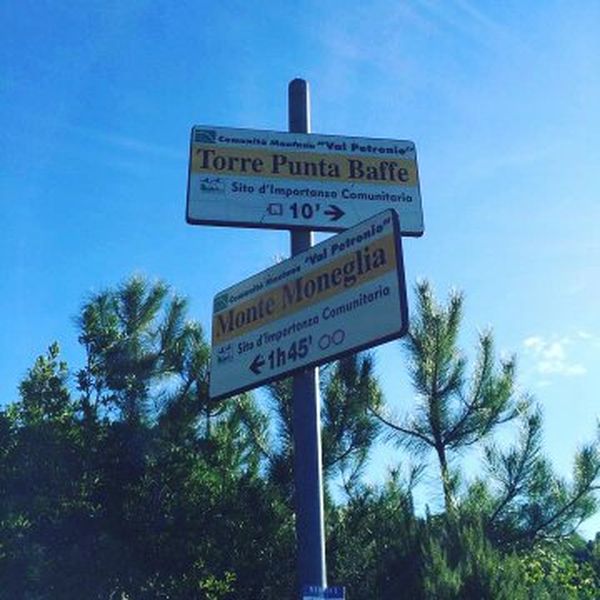 Comunità Montana "Val Petronio"
Torre Punta Baffe
Sito d'Importanza Comunitaria
10' →
Comunità Montana "Val Petronio"
Monte Moneglia
Sito d'Importanza Comunitaria
← 1h45'